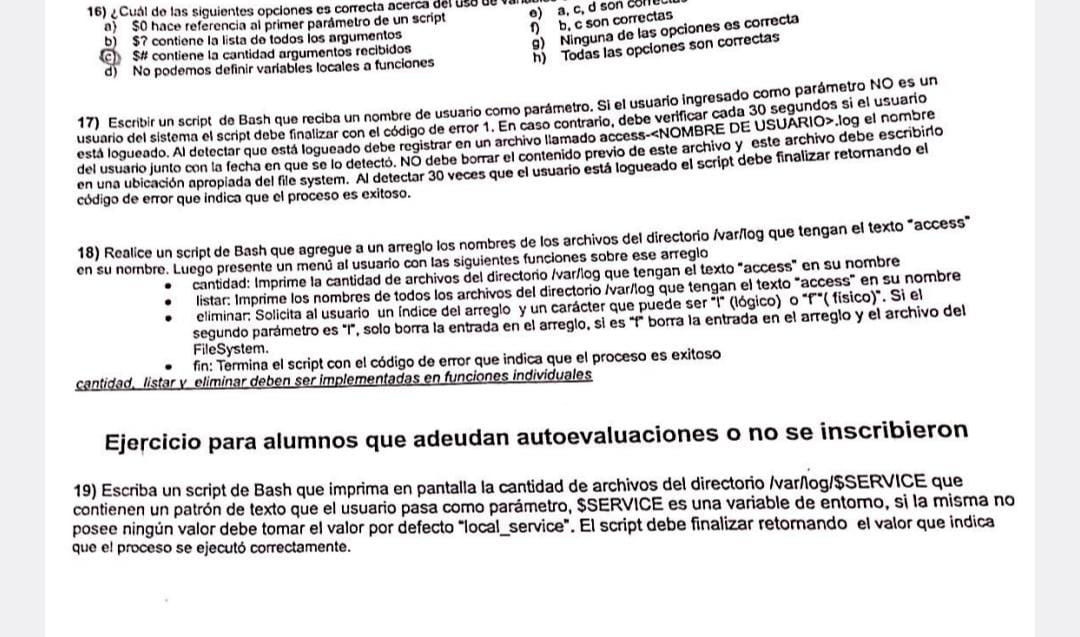 16) ¿Cuál de las siguientes opciones es correcta acerca del uso de
a) $0 hace referencia al primer parámetro de un script
b) $? contiene la lista de todos los argumentos
c) $# contiene la cantidad argumentos recibidos
d) No podemos definir variables locales a funciones
e) a, c, d son
f) b, c son correctas
g) Ninguna de las opciones es correcta
h) Todas las opciones son correctas
17) Escribir un script de Bash que reciba un nombre de usuario como parámetro. Si el usuario ingresado como parámetro NO es un
usuario del sistema el script debe finalizar con el código de error 1. En caso contrario, debe verificar cada 30 segundos si el usuario
está logueado. Al detectar que está logueado debe registrar en un archivo llamado access-<NOMBRE DE USUARIO>.log el nombre
del usuario junto con la fecha en que se lo detectó. NO debe borrar el contenido previo de este archivo y este archivo debe escribirlo
en una ubicación apropiada del file system. Al detectar 30 veces que el usuario está logueado el script debe finalizar retornando el
código de error que indica que el proceso es exitoso.
18) Realice un script de Bash que agregue a un arreglo los nombres de los archivos del directorio /var/log que tengan el texto "access"
en su nombre. Luego presente un menú al usuario con las siguientes funciones sobre ese arreglo
• cantidad: Imprime la cantidad de archivos del directorio /var/log que tengan el texto "access" en su nombre
• listar: Imprime los nombres de todos los archivos del directorio /var/log que tengan el texto "access" en su nombre
• eliminar: Solicita al usuario un índice del arreglo y un carácter que puede ser "l" (lógico) o "f"( físico)". Si el
segundo parámetro es "l", solo borra la entrada en el arreglo, si es "f" borra la entrada en el arreglo y el archivo del
FileSystem.
• fin: Termina el script con el código de error que indica que el proceso es exitoso
cantidad, listar y eliminar deben ser implementadas en funciones individuales
Ejercicio para alumnos que adeudan autoevaluaciones o no se inscribieron
19) Escriba un script de Bash que imprima en pantalla la cantidad de archivos del directorio /var/log/$SERVICE que
contienen un patrón de texto que el usuario pasa como parámetro, $SERVICE es una variable de entorno, si la misma no
posee ningún valor debe tomar el valor por defecto "local_service". El script debe finalizar retornando el valor que indica
que el proceso se ejecutó correctamente.